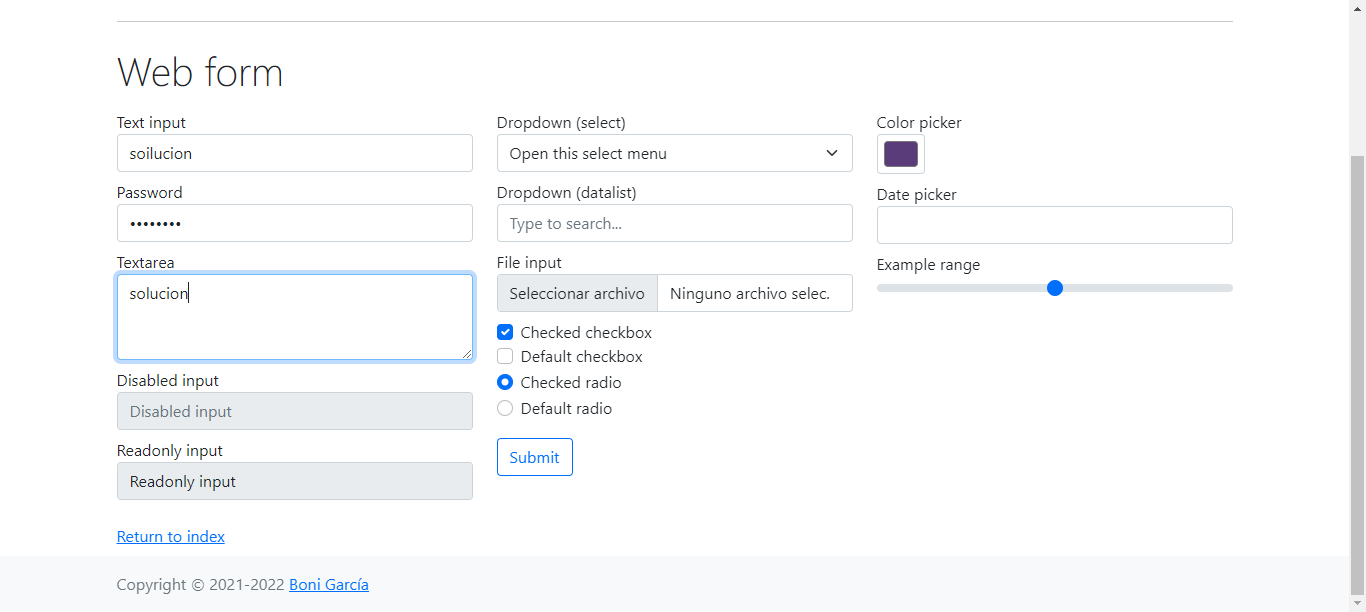 Web form
Text input
soilucion
Password
••••••••
Textarea
solucion
Disabled input
Disabled input
Readonly input
Readonly input
Dropdown (select)
Open this select menu
Dropdown (datalist)
Type to search...
File input
Seleccionar archivo Ninguno archivo selec.
Checked checkbox
Default checkbox
Checked radio
Default radio
Submit
Color picker
Date picker
Example range
Return to index
Copyright © 2021-2022 Boni García